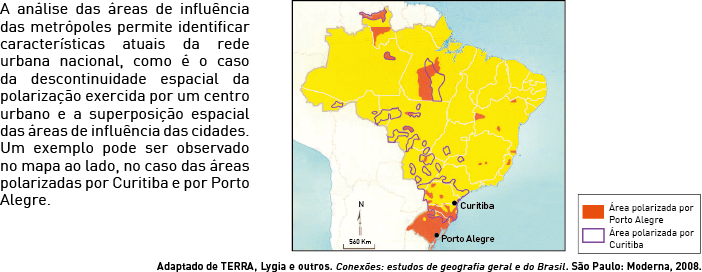 A análise das áreas de influência
das metrópoles permite identificar
características atuais da rede
urbana nacional, como é o caso
da descontinuidade espacial da
polarização exercida por um centro
urbano e a superposição espacial
das áreas de influência das cidades.
Um exemplo pode ser observado
no mapa ao lado, no caso das áreas
polarizadas por Curitiba e por Porto
Alegre.
Curitiba
N
Porto Alegre
560 Km
Área polarizada por
Porto Alegre
Área polarizada por
Curitiba
Adaptado de TERRA, Lygia e outros. Conexões: estudos de geografia geral e do Brasil. São Paulo: Moderna, 2008.